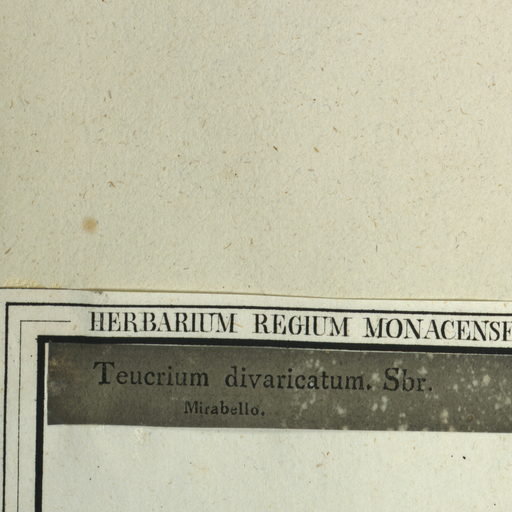 HERBARIUM REGIUM MONACENSE
Teucrium divaricatum. Sbr.
Mirabello.